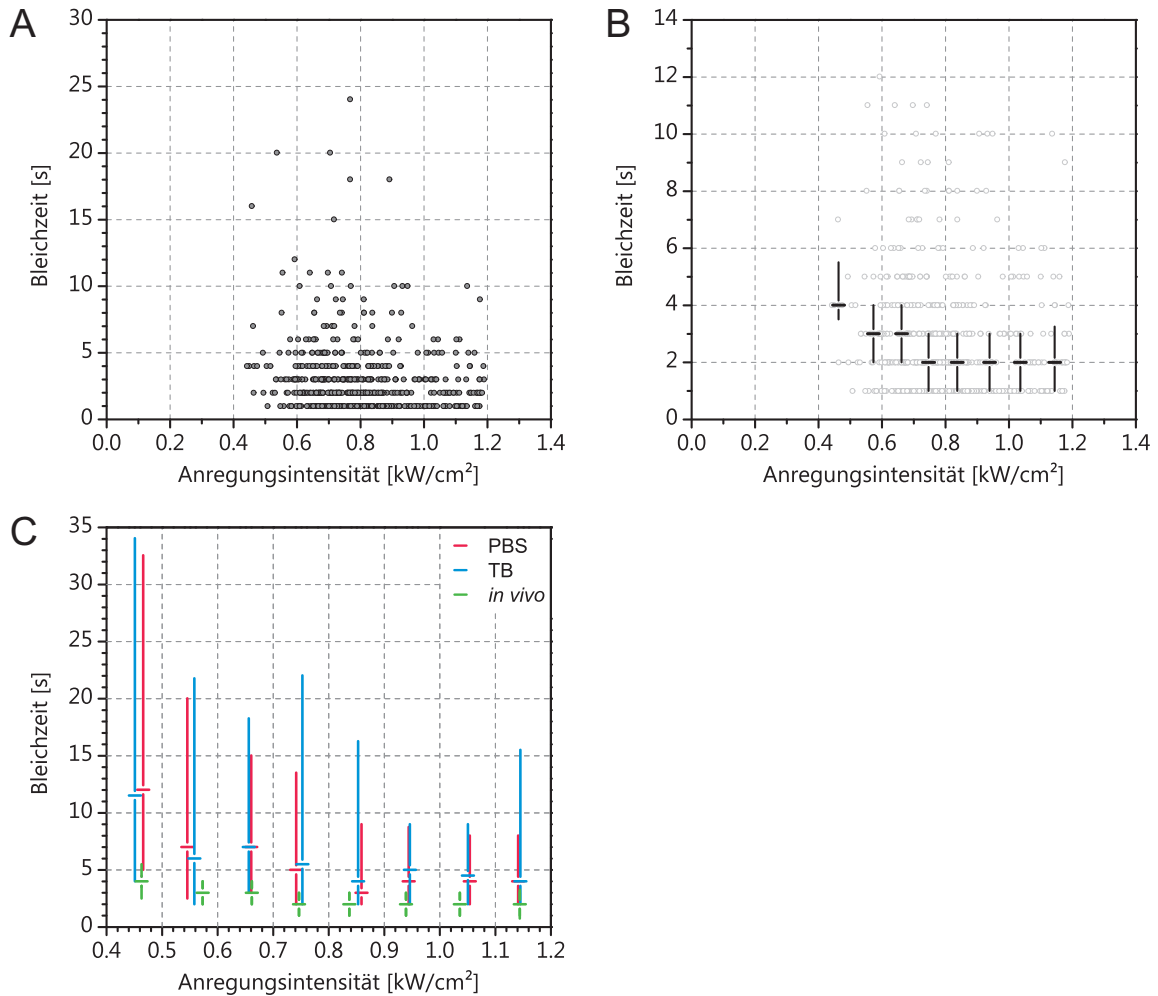 A
Bleichzeit [s]
30
25
20
15
10
5
0
0.0 0.2 0.4 0.6 0.8 1.0 1.2 1.4
Anregungsintensität [kW/cm²]
B
Bleichzeit [s]
14
12
10
8
6
4
2
0
0.0 0.2 0.4 0.6 0.8 1.0 1.2 1.4
Anregungsintensität [kW/cm²]
C
Bleichzeit [s]
35
30
25
20
15
10
5
0
0.4 0.5 0.6 0.7 0.8 0.9 1.0 1.1 1.2
Anregungsintensität [kW/cm²]
PBS
TB
in vivo